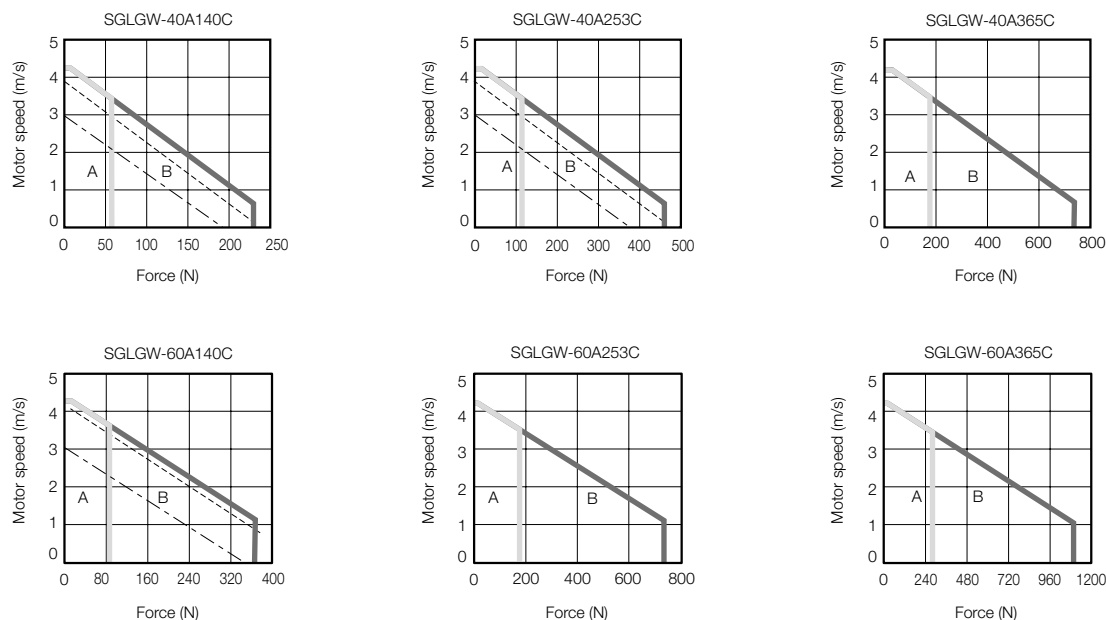 SGLGW-40A140C
Motor speed (m/s)
5
4
3
2
1
0
A
B
0 50 100 150 200 250
Force (N)
SGLGW-40A253C
Motor speed (m/s)
5
4
3
2
1
0
A
B
0 100 200 300 400 500
Force (N)
SGLGW-40A365C
Motor speed (m/s)
5
4
3
2
1
0
A
B
0 200 400 600 800
Force (N)
SGLGW-60A140C
Motor speed (m/s)
5
4
3
2
1
0
A
B
0 80 160 240 320 400
Force (N)
SGLGW-60A253C
Motor speed (m/s)
5
4
3
2
1
0
A
B
0 200 400 600 800
Force (N)
SGLGW-60A365C
Motor speed (m/s)
5
4
3
2
1
0
A
B
0 240 480 720 960 1200
Force (N)